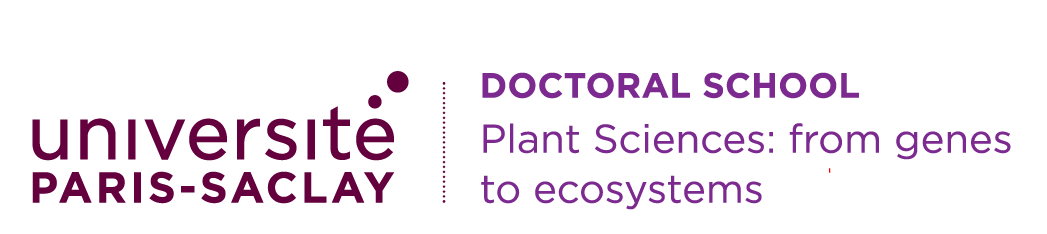 université
PARIS-SACLAY
DOCTORAL SCHOOL
Plant Sciences: from genes
to ecosystems